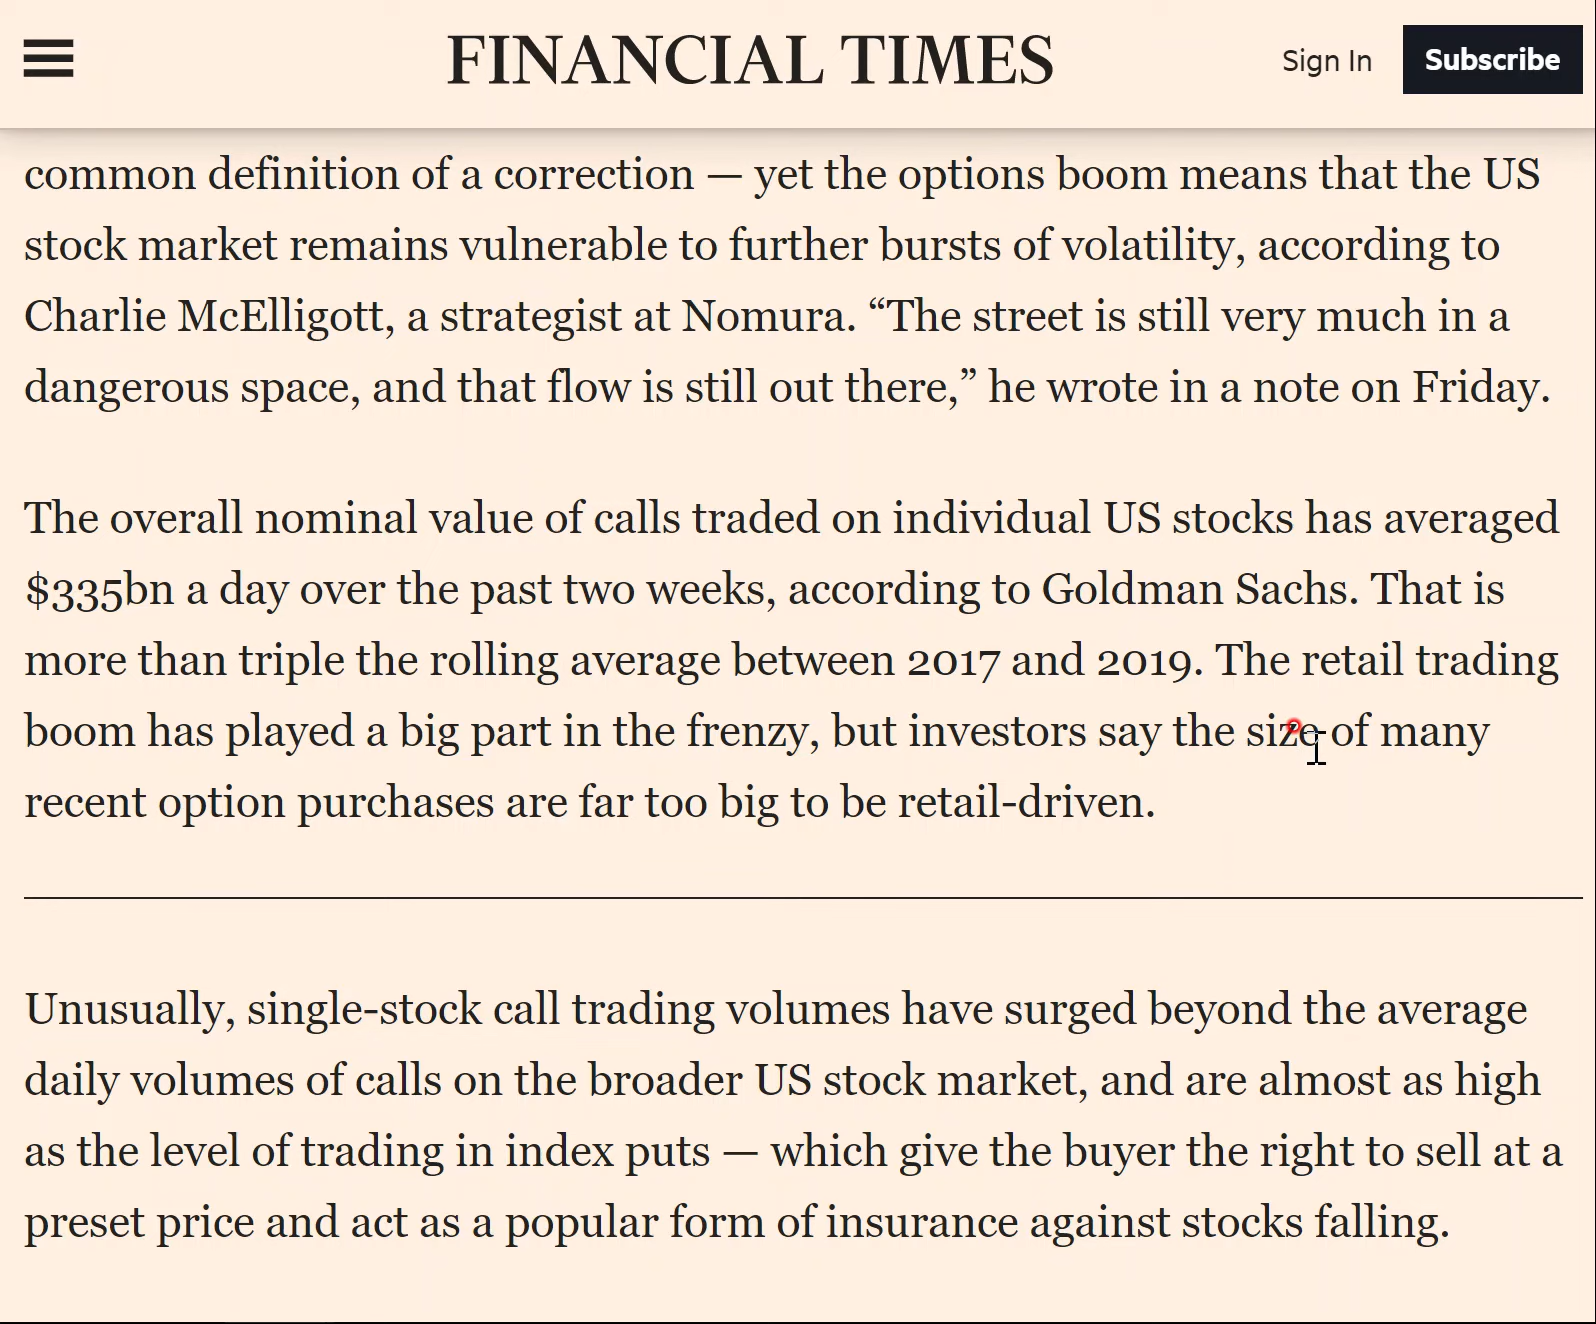 FINANCIAL TIMES
Sign In
Subscribe
common definition of a correction — yet the options boom means that the US
stock market remains vulnerable to further bursts of volatility, according to
Charlie McElligott, a strategist at Nomura. “The street is still very much in a
dangerous space, and that flow is still out there,” he wrote in a note on Friday.
The overall nominal value of calls traded on individual US stocks has averaged
$335bn a day over the past two weeks, according to Goldman Sachs. That is
more than triple the rolling average between 2017 and 2019. The retail trading
boom has played a big part in the frenzy, but investors say the size of many
recent option purchases are far too big to be retail-driven.
Unusually, single-stock call trading volumes have surged beyond the average
daily volumes of calls on the broader US stock market, and are almost as high
as the level of trading in index puts — which give the buyer the right to sell at a
preset price and act as a popular form of insurance against stocks falling.